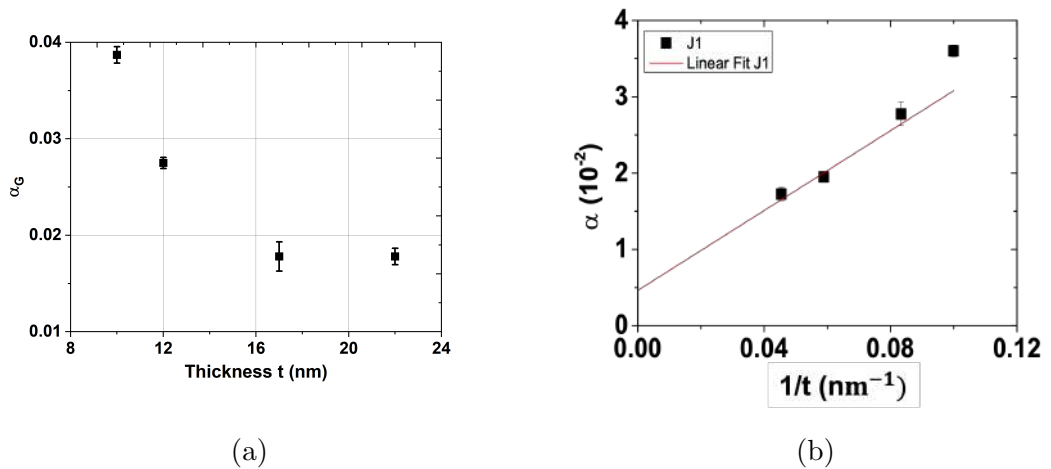 0.04
0.03
0.02
0.01
α_G
8 12 16 20 24
Thickness t (nm)
(a)
4
3
2
1
0
α (10⁻²)
J1
Linear Fit J1
0.00 0.04 0.08 0.12
1/t (nm⁻¹)
(b)